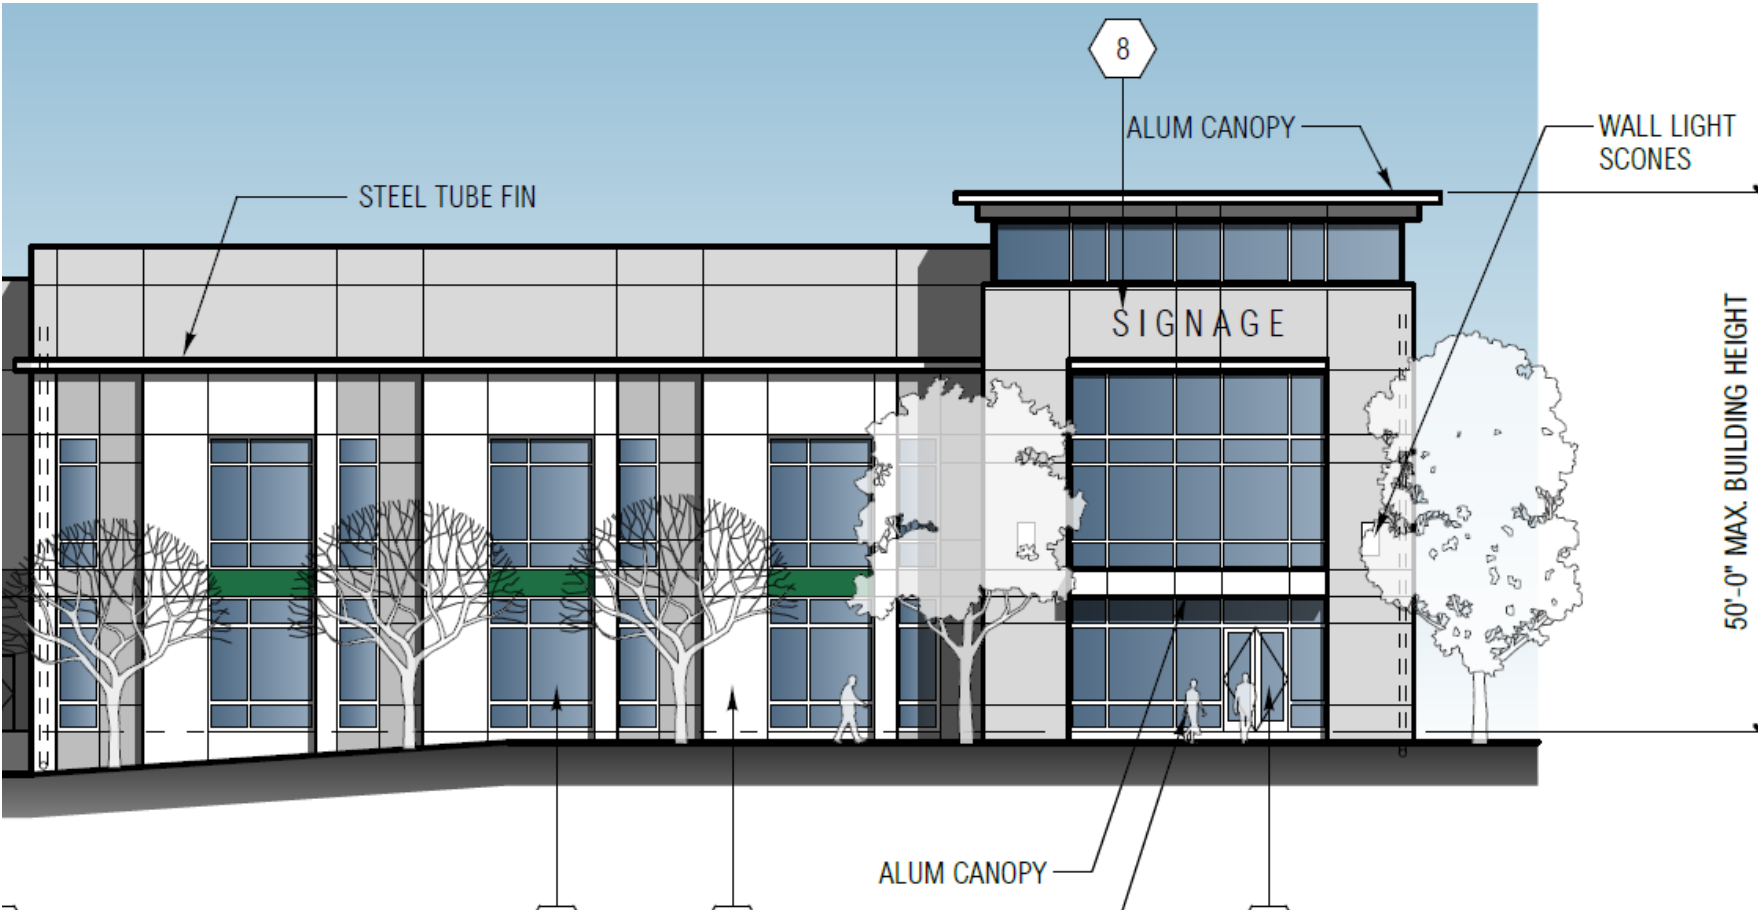 8
ALUM CANOPY
WALL LIGHT
SCONES
STEEL TUBE FIN
SIGNAGE
50'-0" MAX. BUILDING HEIGHT
ALUM CANOPY